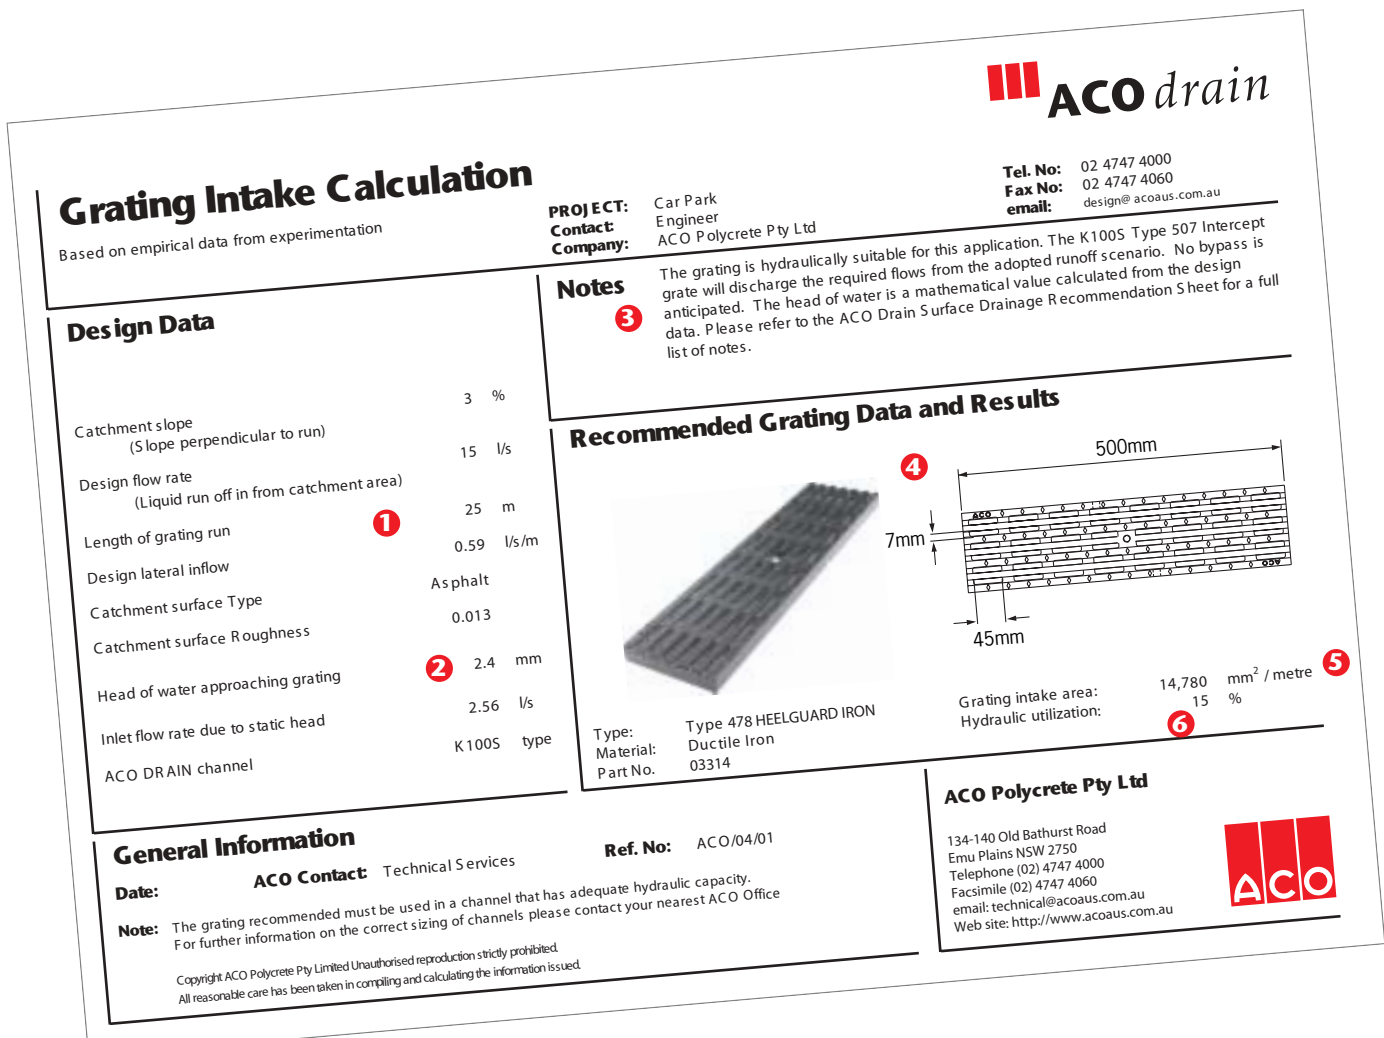 ACO drain
Grating Intake Calculation
Based on empirical data from experimentation
PROJECT: Car Park
Contact: Engineer
Company: ACO Polycrete Pty Ltd
Tel. No: 02 4747 4000
Fax No: 02 4747 4060
email: design@acoaus.com.au
Design Data
Catchment slope 3 %
(Slope perpendicular to run)
Design flow rate 15 l/s
(Liquid run off in from catchment area)
Length of grating run 1 25 m
Design lateral inflow 0.59 l/s/m
Catchment surface Type Asphalt
Catchment surface Roughness 0.013
Head of water approaching grating 2 2.4 mm
Inlet flow rate due to static head 2.56 l/s
ACO DRAIN channel K100S type
Notes
3
The grating is hydraulically suitable for this application. The K100S Type 507 Intercept
grate will discharge the required flows from the adopted runoff scenario. No bypass is
anticipated. The head of water is a mathematical value calculated from the design
data. Please refer to the ACO Drain Surface Drainage Recommendation Sheet for a full
list of notes.
Recommended Grating Data and Results
4
500mm
ACO
7mm
ACO
45mm
Type: Type 478 HEELGUARD IRON
Material: Ductile Iron
Part No. 03314
Grating intake area: 14,780 mm² / metre 5
Hydraulic utilization: 15 %
6
General Information
Date: ACO Contact: Technical Services Ref. No: ACO/04/01
Note: The grating recommended must be used in a channel that has adequate hydraulic capacity.
For further information on the correct sizing of channels please contact your nearest ACO Office
Copyright ACO Polycrete Pty Limited Unauthorised reproduction strictly prohibited.
All reasonable care has been taken in compiling and calculating the information issued.
ACO Polycrete Pty Ltd
134-140 Old Bathurst Road
Emu Plains NSW 2750
Telephone (02) 4747 4000
Facsimile (02) 4747 4060
email: technical@acoaus.com.au
Web site: http://www.acoaus.com.au
ACO